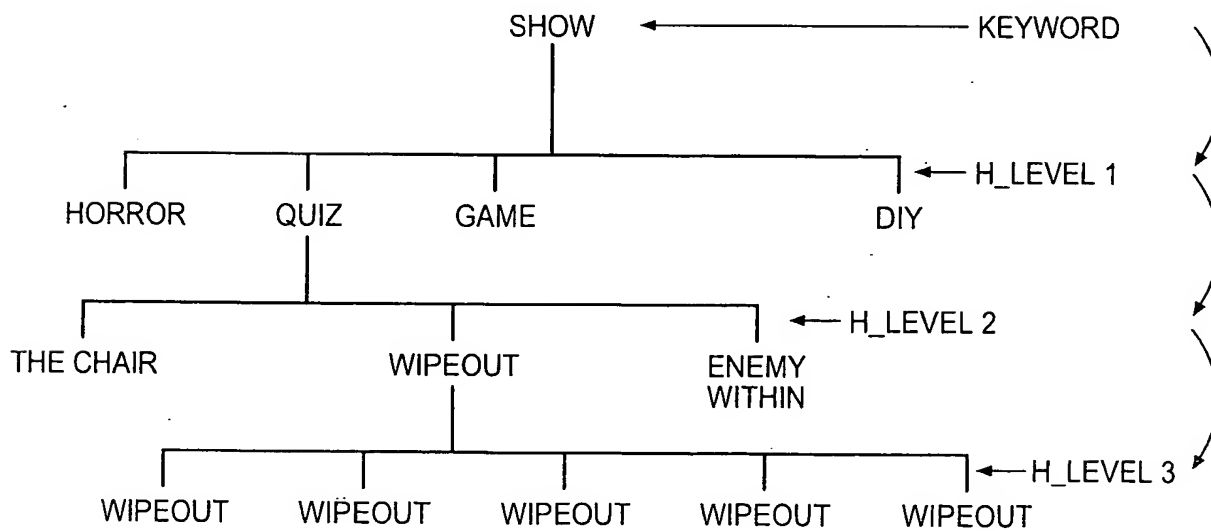 SHOW KEYWORD
H_LEVEL 1
HORROR QUIZ GAME DIY
H_LEVEL 2
THE CHAIR WIPEOUT ENEMY
WITHIN
H_LEVEL 3
WIPEOUT WIPEOUT WIPEOUT WIPEOUT WIPEOUT